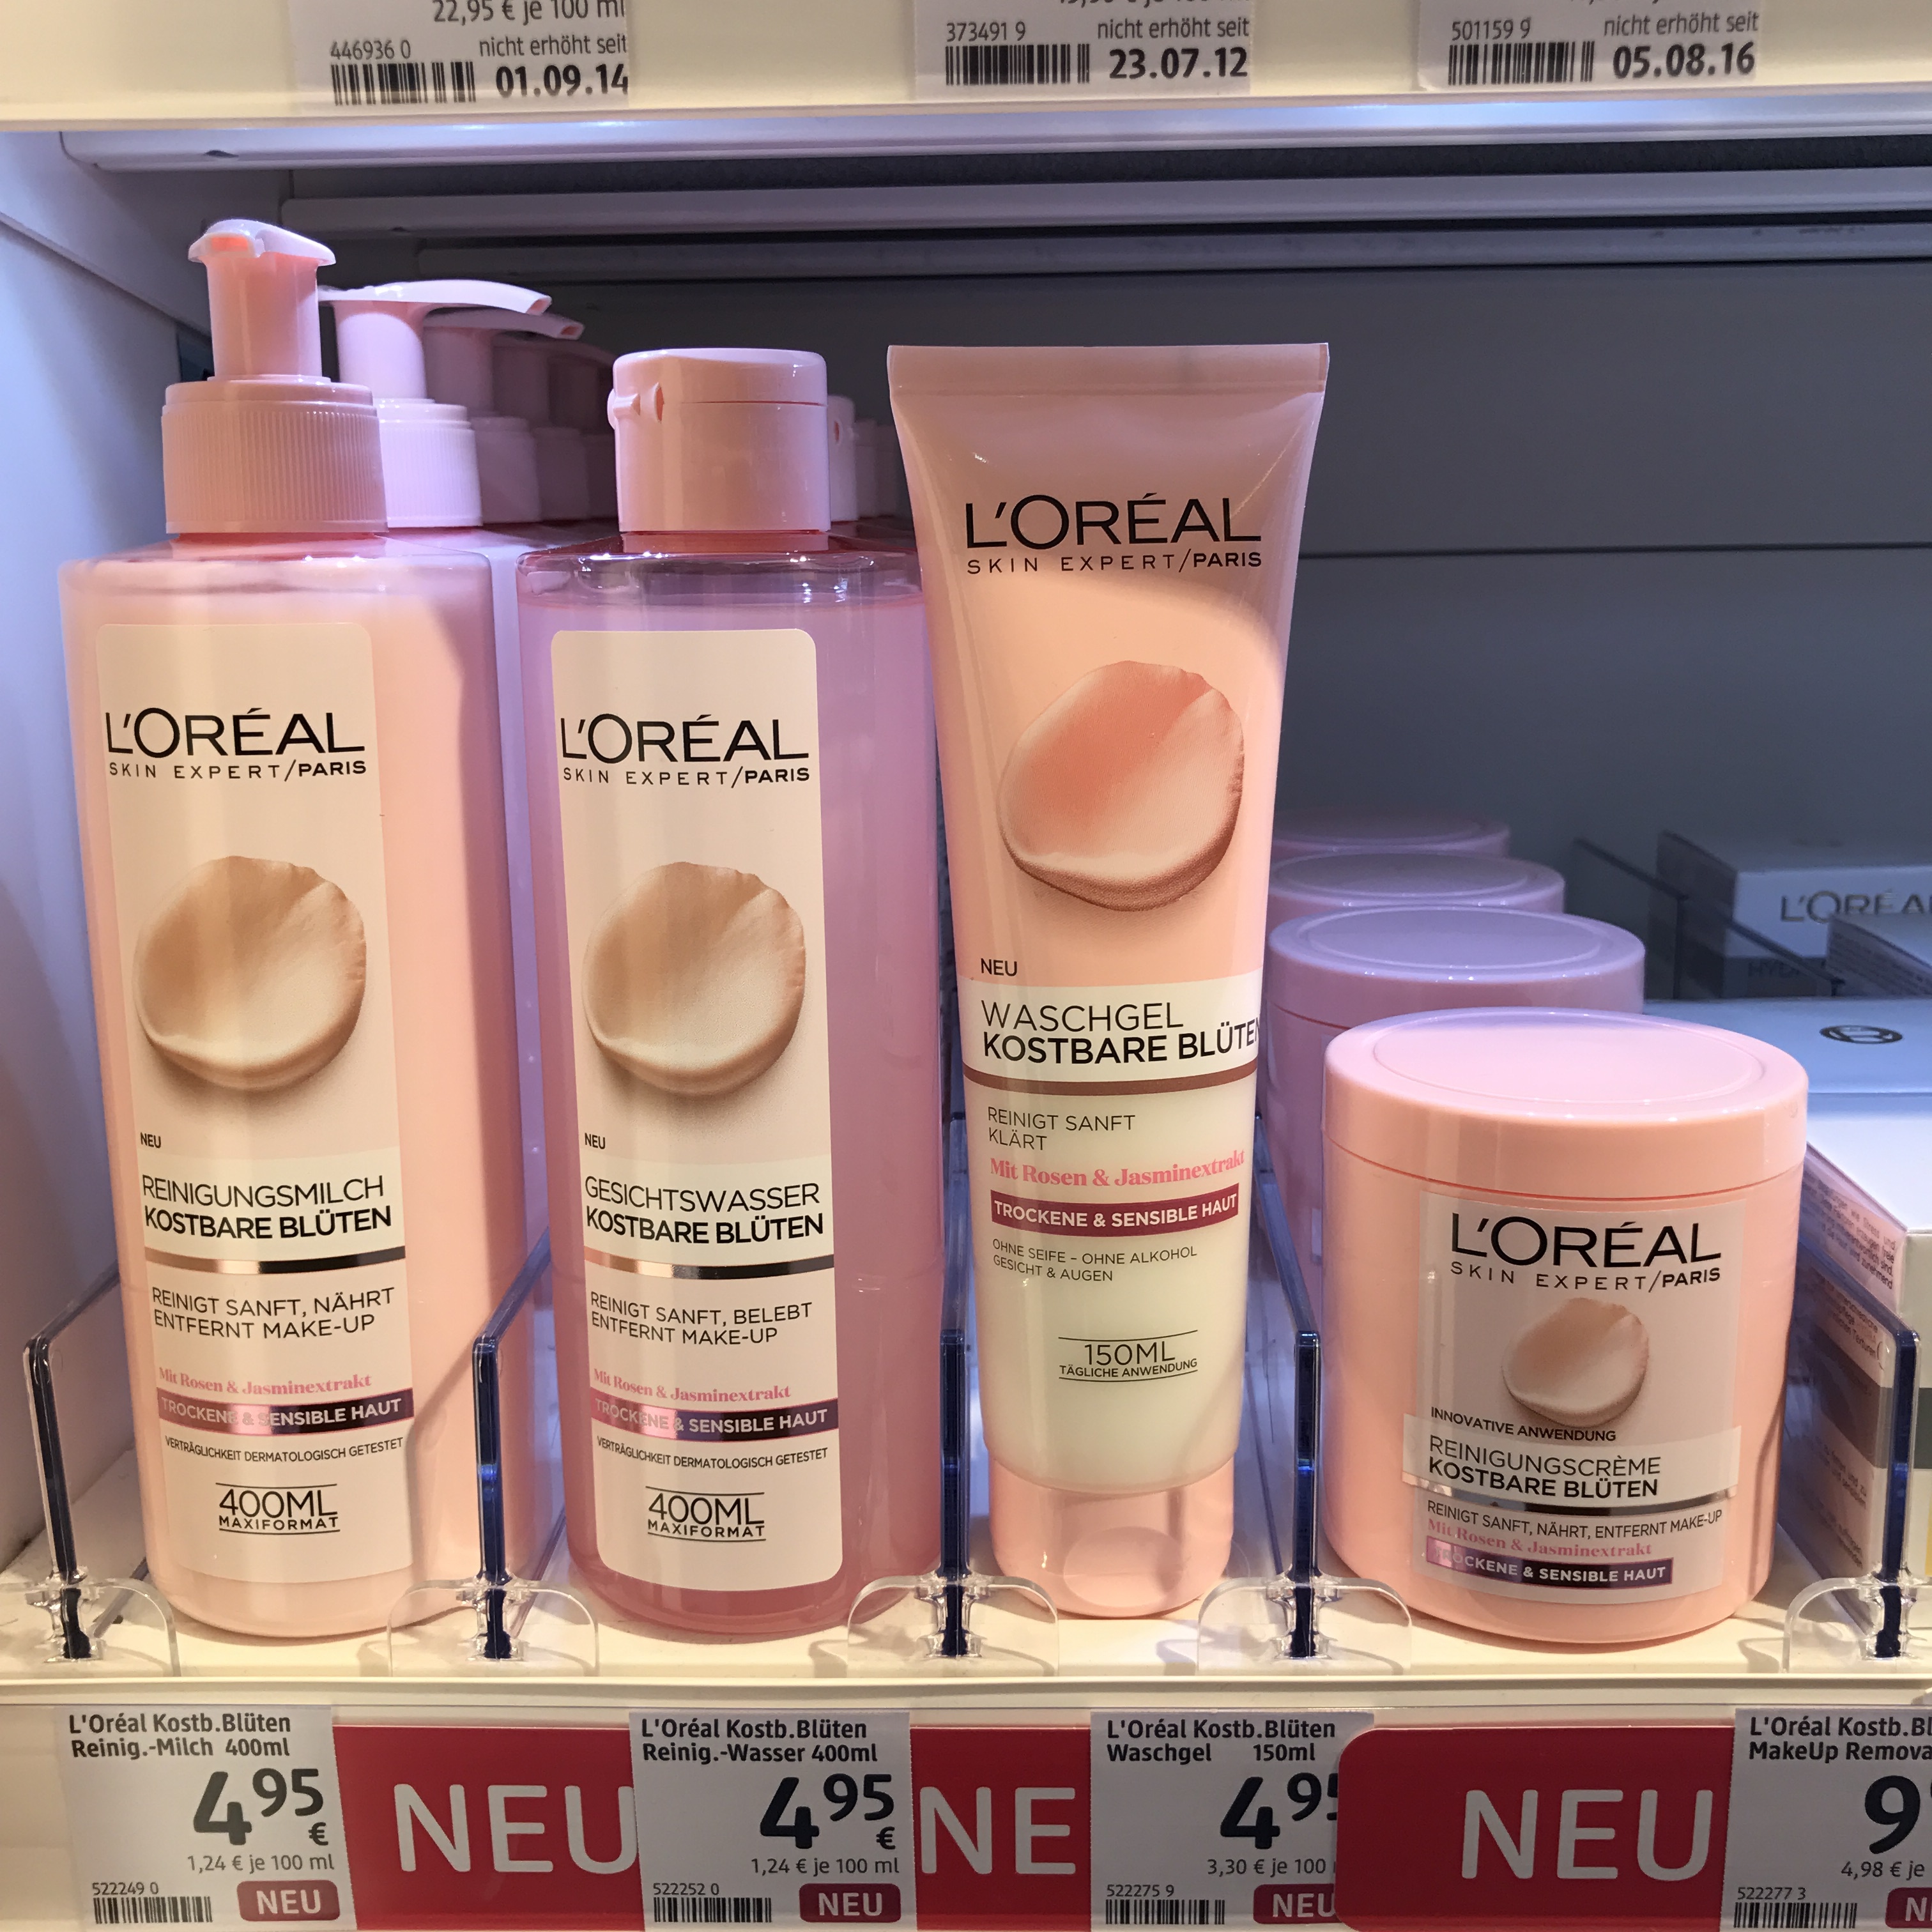 22,95 € je 100 ml
446936 0 nicht erhöht seit
01.09.14
373491 9 nicht erhöht seit
23.07.12
501159 9 nicht erhöht seit
05.08.16
L'ORÉAL
SKIN EXPERT/PARIS
NEU
REINIGUNGSMILCH
KOSTBARE BLÜTEN
REINIGT SANFT, NÄHRT
ENTFERNT MAKE-UP
Mit Rosen & Jasminextrakt
TROCKENE & SENSIBLE HAUT
VERTRÄGLICHKEIT DERMATOLOGISCH GETESTET
400ML
MAXIFORMAT
L'ORÉAL
SKIN EXPERT/PARIS
NEU
GESICHTSWASSER
KOSTBARE BLÜTEN
REINIGT SANFT, BELEBT
ENTFERNT MAKE-UP
Mit Rosen & Jasminextrakt
TROCKENE & SENSIBLE HAUT
VERTRÄGLICHKEIT DERMATOLOGISCH GETESTET
400ML
MAXIFORMAT
L'ORÉAL
SKIN EXPERT/PARIS
NEU
WASCHGEL
KOSTBARE BLÜTEN
REINIGT SANFT
KLÄRT
Mit Rosen & Jasminextrakt
TROCKENE & SENSIBLE HAUT
OHNE SEIFE – OHNE ALKOHOL
GESICHT & AUGEN
150ML
TÄGLICHE ANWENDUNG
L'ORÉAL
SKIN EXPERT/PARIS
INNOVATIVE ANWENDUNG
REINIGUNGSCRÈME
KOSTBARE BLÜTEN
REINIGT SANFT, NÄHRT, ENTFERNT MAKE-UP
Mit Rosen & Jasminextrakt
TROCKENE & SENSIBLE HAUT
L'ORÉA
L'Oréal Kostb.Blüten
Reinig.-Milch 400ml
4 95
€
1,24 € je 100 ml
522249 0
NEU
NEU
L'Oréal Kostb.Blüten
Reinig.-Wasser 400ml
4 95
€
1,24 € je 100 ml
522252 0
NEU
NE
L'Oréal Kostb.Blüten
Waschgel 150ml
4 95
3,30 € je 100
522275 9
NEU
NEU
L'Oréal Kostb.Bl
MakeUp Remova
9
4,98 € je
522277 3
N